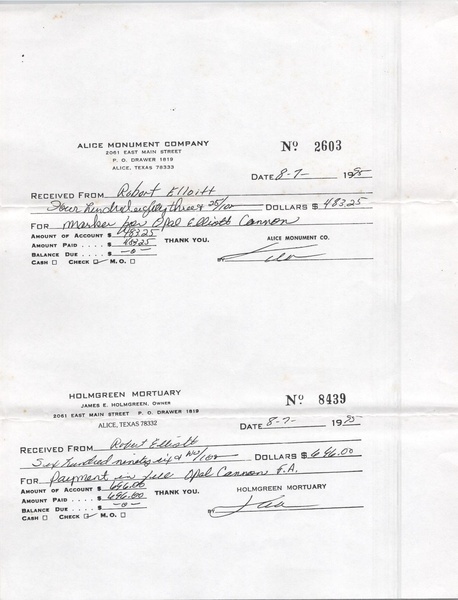 ALICE MONUMENT COMPANY
2061 EAST MAIN STREET
P. O. DRAWER 1819
ALICE, TEXAS 78333
No 2603
DATE 8-7- 1995
RECEIVED FROM Robert Elliott
Four hundred eighty three & 25/100 DOLLARS $ 483.25
FOR Marker for Opal Elliott Cannon
AMOUNT OF ACCOUNT $ 483.25
AMOUNT PAID .... $ 483.25
BALANCE DUE .... $ -0-
CASH CHECK M. O.
THANK YOU.
ALICE MONUMENT CO.
HOLMGREEN MORTUARY
JAMES E. HOLMGREEN, OWNER
2061 EAST MAIN STREET P. O. DRAWER 1819
ALICE, TEXAS 78332
No 8439
DATE 8-7- 1995
RECEIVED FROM Robert Elliott
Six hundred ninety six & no/100 DOLLARS $ 696.00
FOR Payment in full Opal Cannon F.A.
AMOUNT OF ACCOUNT $ 696.00
AMOUNT PAID .... $ 696.00
BALANCE DUE .... $ -0-
CASH CHECK M. O.
THANK YOU.
HOLMGREEN MORTUARY
BY